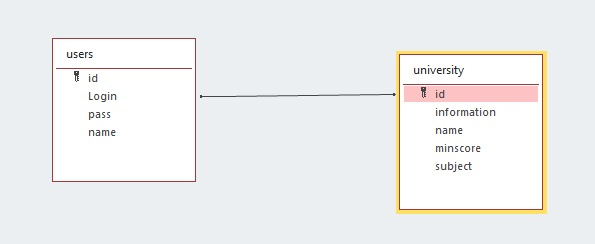 users
id
Login
pass
name
university
id
information
name
minscore
subject